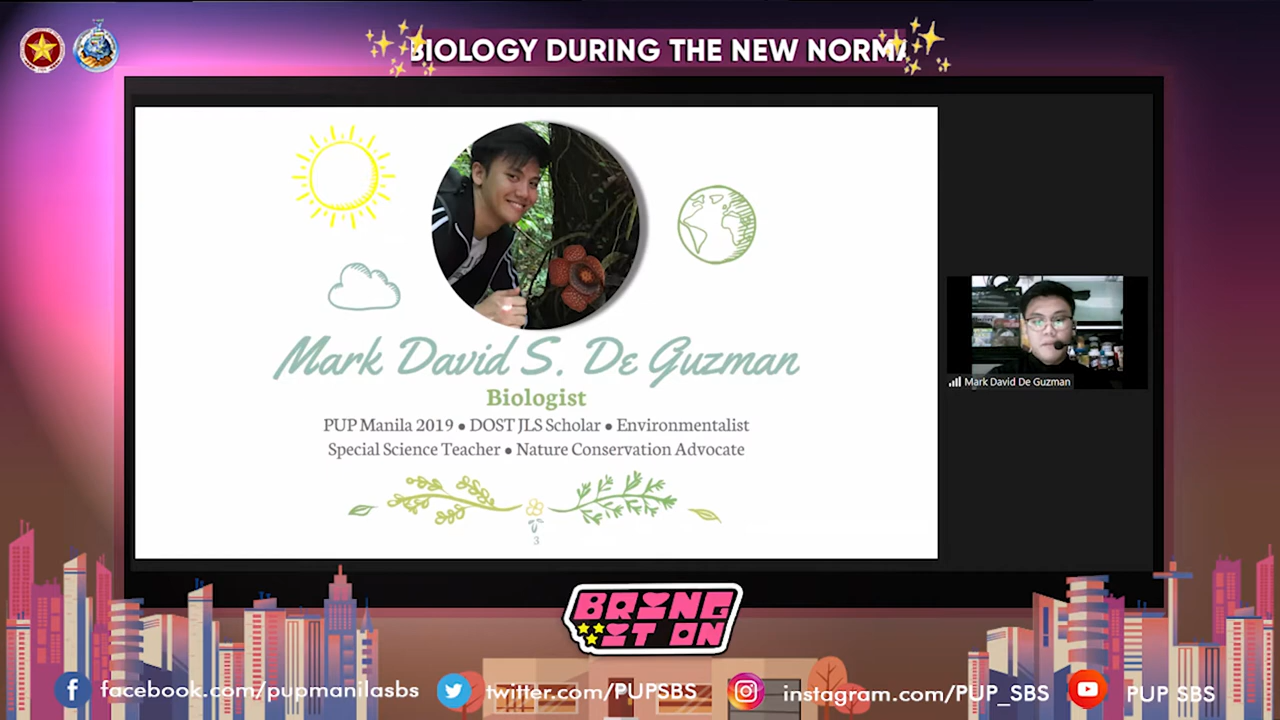 BIOLOGY DURING THE NEW NORMA
Mark David S. De Guzman
Biologist
PUP Manila 2019 ● DOST JLS Scholar ● Environmentalist
Special Science Teacher ● Nature Conservation Advocate
3
Mark David De Guzman
BRING
IT ON
facebook.com/pupmanilasbs
twitter.com/PUPSBS
instagram.com/PUP_SBS
PUP SBS